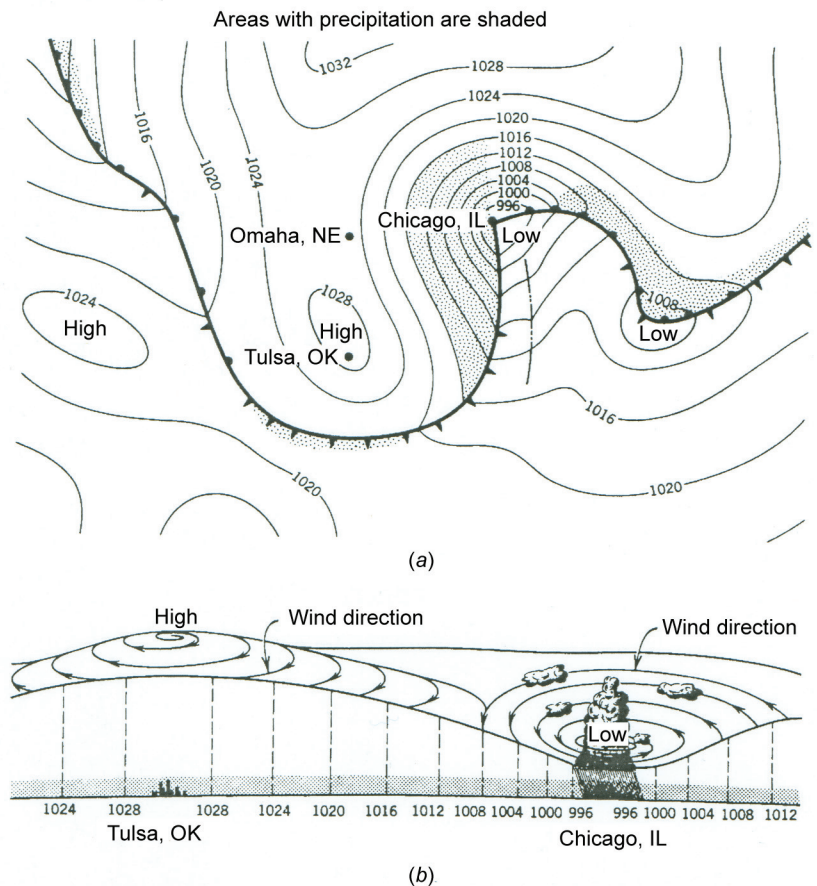 Areas with precipitation are shaded
1032
1028
1024
1020
1016
1012
1008
1004
1000
996
1016
1020
1024
Omaha, NE
Chicago, IL
Low
1024
High
1028
High
Tulsa, OK
1008
Low
1016
1020
1020
(a)
High
Wind direction
Wind direction
Low
1024 1028 1028 1024 1020 1016 1012 1008 1004 1000 996 996 1000 1004 1008 1012
Tulsa, OK
Chicago, IL
(b)